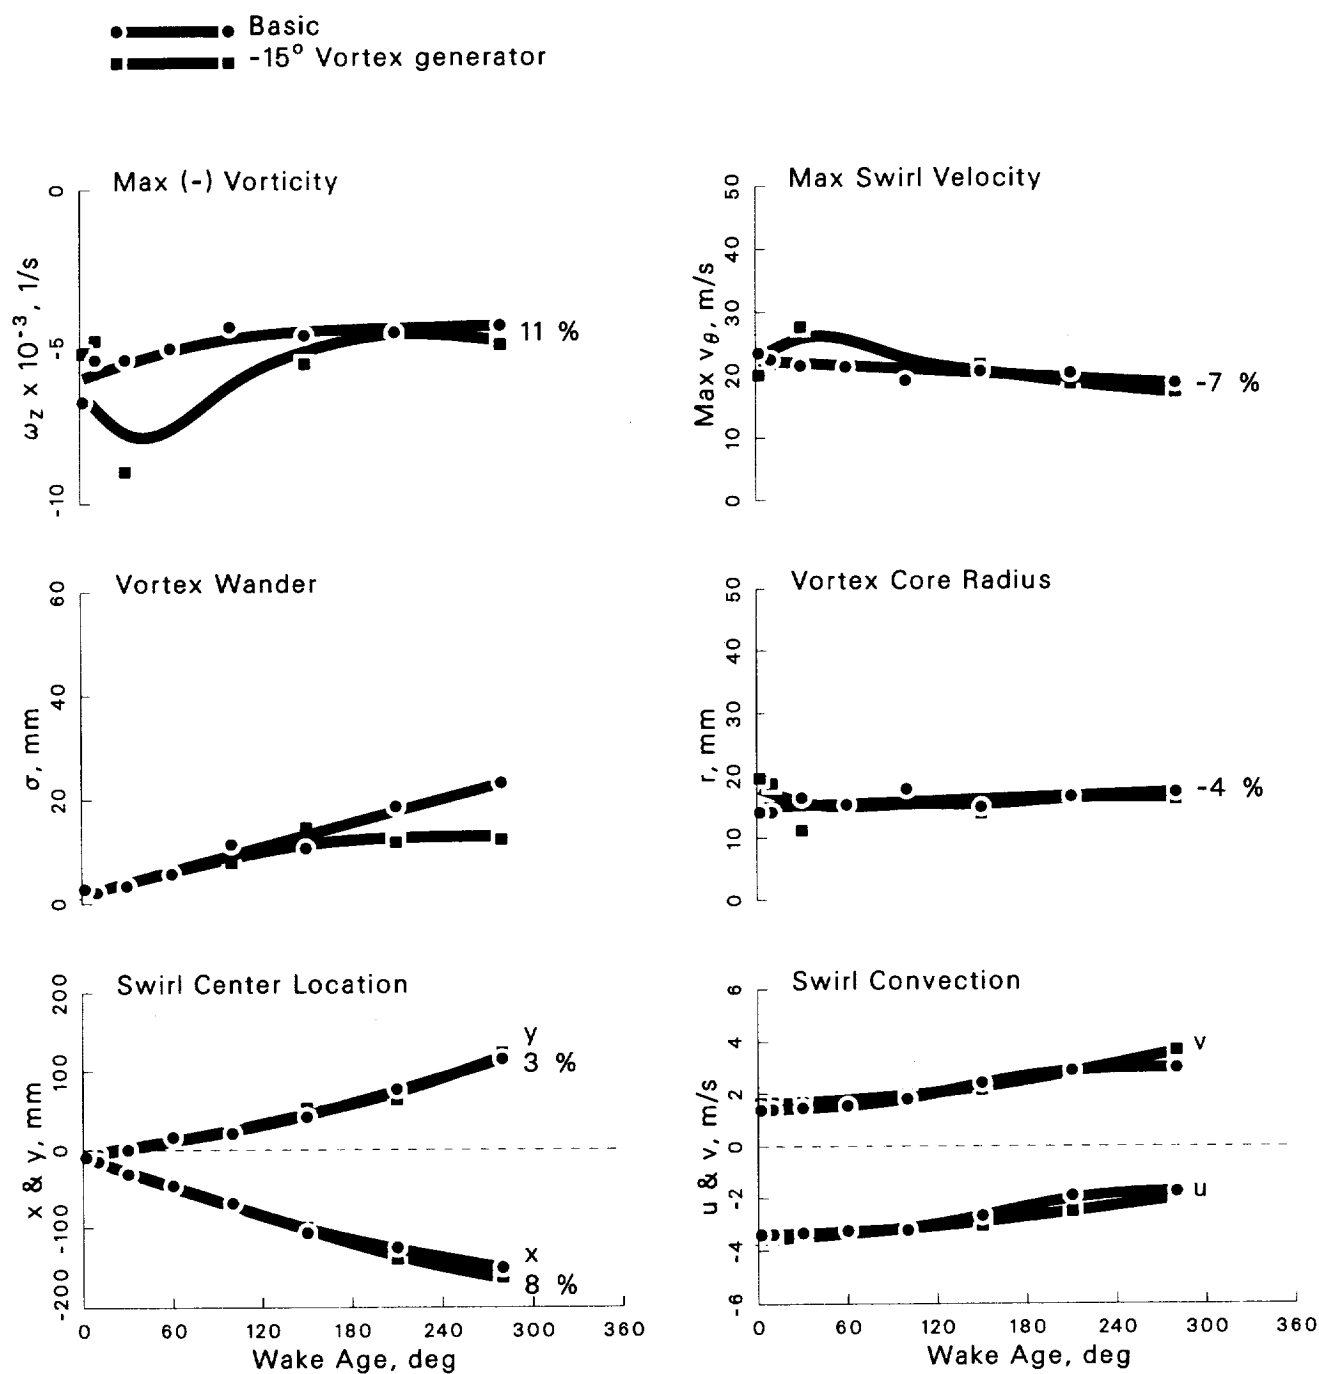 Basic
-15° Vortex generator
Max (-) Vorticity
0
-5
-10
ω_z x 10^-3, 1/s
11 %
Max Swirl Velocity
50
40
30
20
10
0
Max v_θ, m/s
-7 %
Vortex Wander
60
40
20
0
σ, mm
Vortex Core Radius
50
40
30
20
10
0
r, mm
-4 %
Swirl Center Location
200
100
0
-100
-200
x & y, mm
y
3 %
x
8 %
0 60 120 180 240 300 360
Wake Age, deg
Swirl Convection
6
4
2
0
-2
-4
-6
u & v, m/s
v
u
0 60 120 180 240 300 360
Wake Age, deg